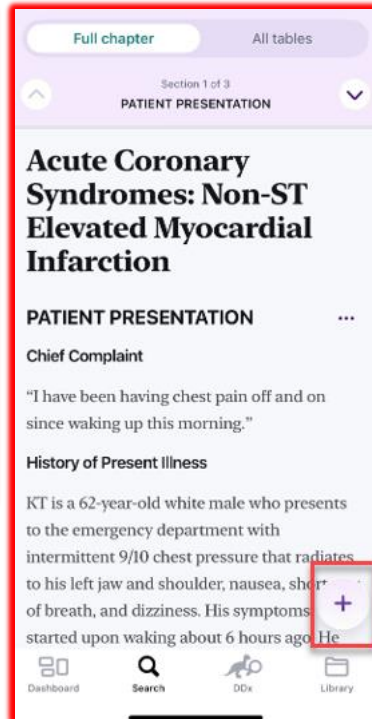 Full chapter All tables
Section 1 of 3
PATIENT PRESENTATION
Acute Coronary
Syndromes: Non-ST
Elevated Myocardial
Infarction
PATIENT PRESENTATION ...
Chief Complaint
“I have been having chest pain off and on
since waking up this morning.”
History of Present Illness
KT is a 62-year-old white male who presents
to the emergency department with
intermittent 9/10 chest pressure that radiates
to his left jaw and shoulder, nausea,
of breath, and dizziness. His symptoms +
started upon waking about 6 hours ago. He
Dashboard Search DDx Library